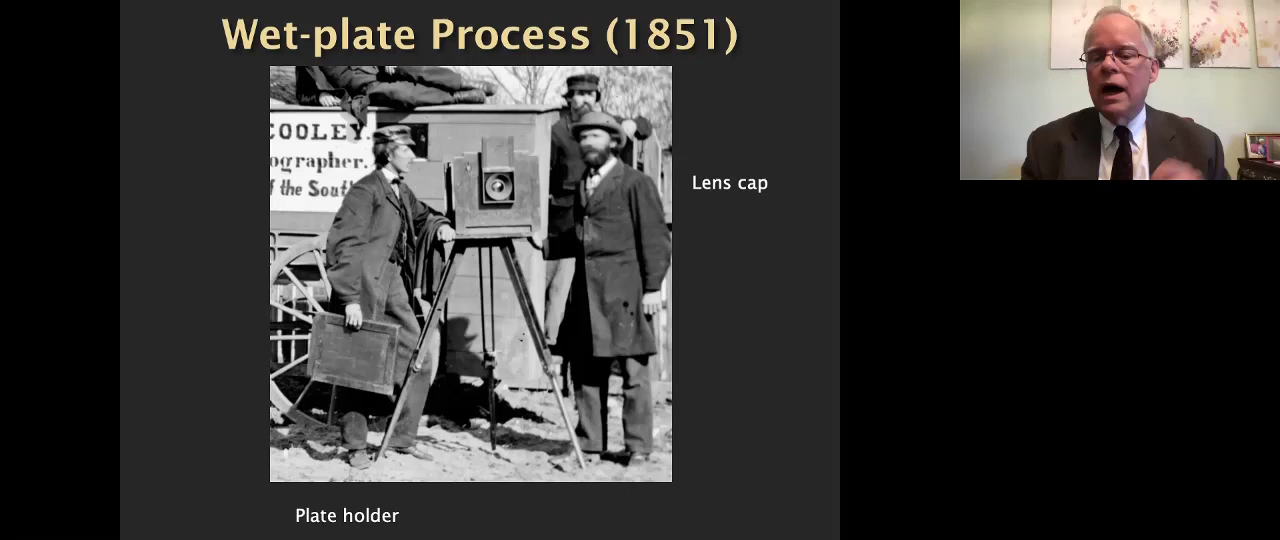 Wet-plate Process (1851)
COOLEY.
ographer.
f the Sout
Lens cap
Plate holder